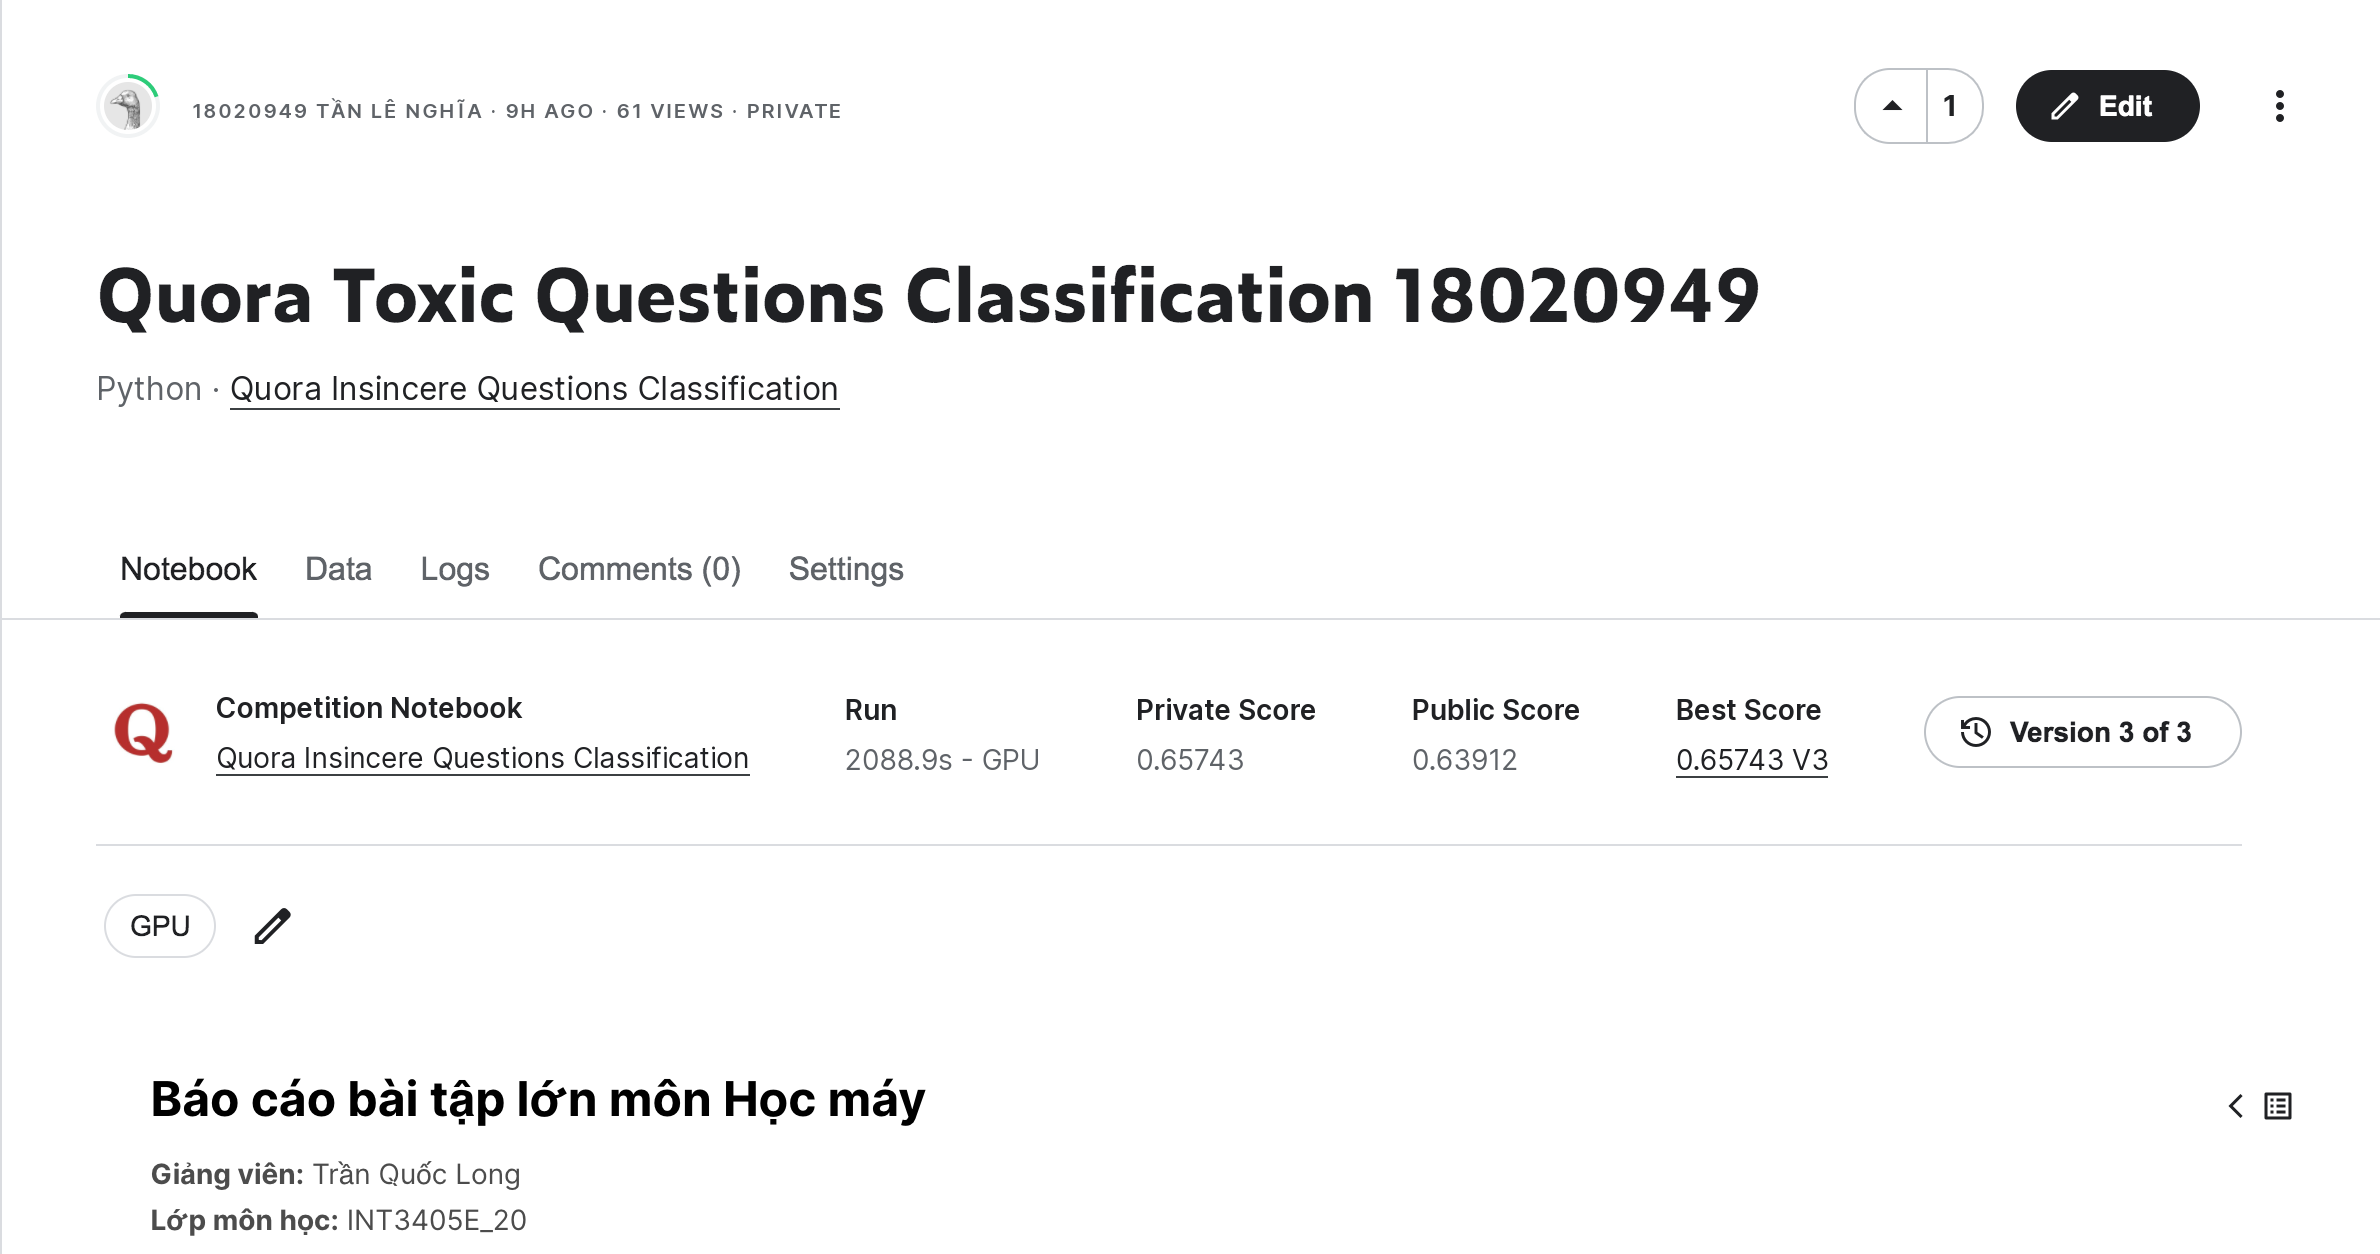 18020949 TẦN LÊ NGHĨA · 9H AGO · 61 VIEWS · PRIVATE
1
Edit
Quora Toxic Questions Classification 18020949
Python · Quora Insincere Questions Classification
Notebook Data Logs Comments (0) Settings
Q
Competition Notebook Run Private Score Public Score Best Score
Quora Insincere Questions Classification 2088.9s - GPU 0.65743 0.63912 0.65743 V3
Version 3 of 3
GPU
Báo cáo bài tập lớn môn Học máy
Giảng viên: Trần Quốc Long
Lớp môn học: INT3405E_20